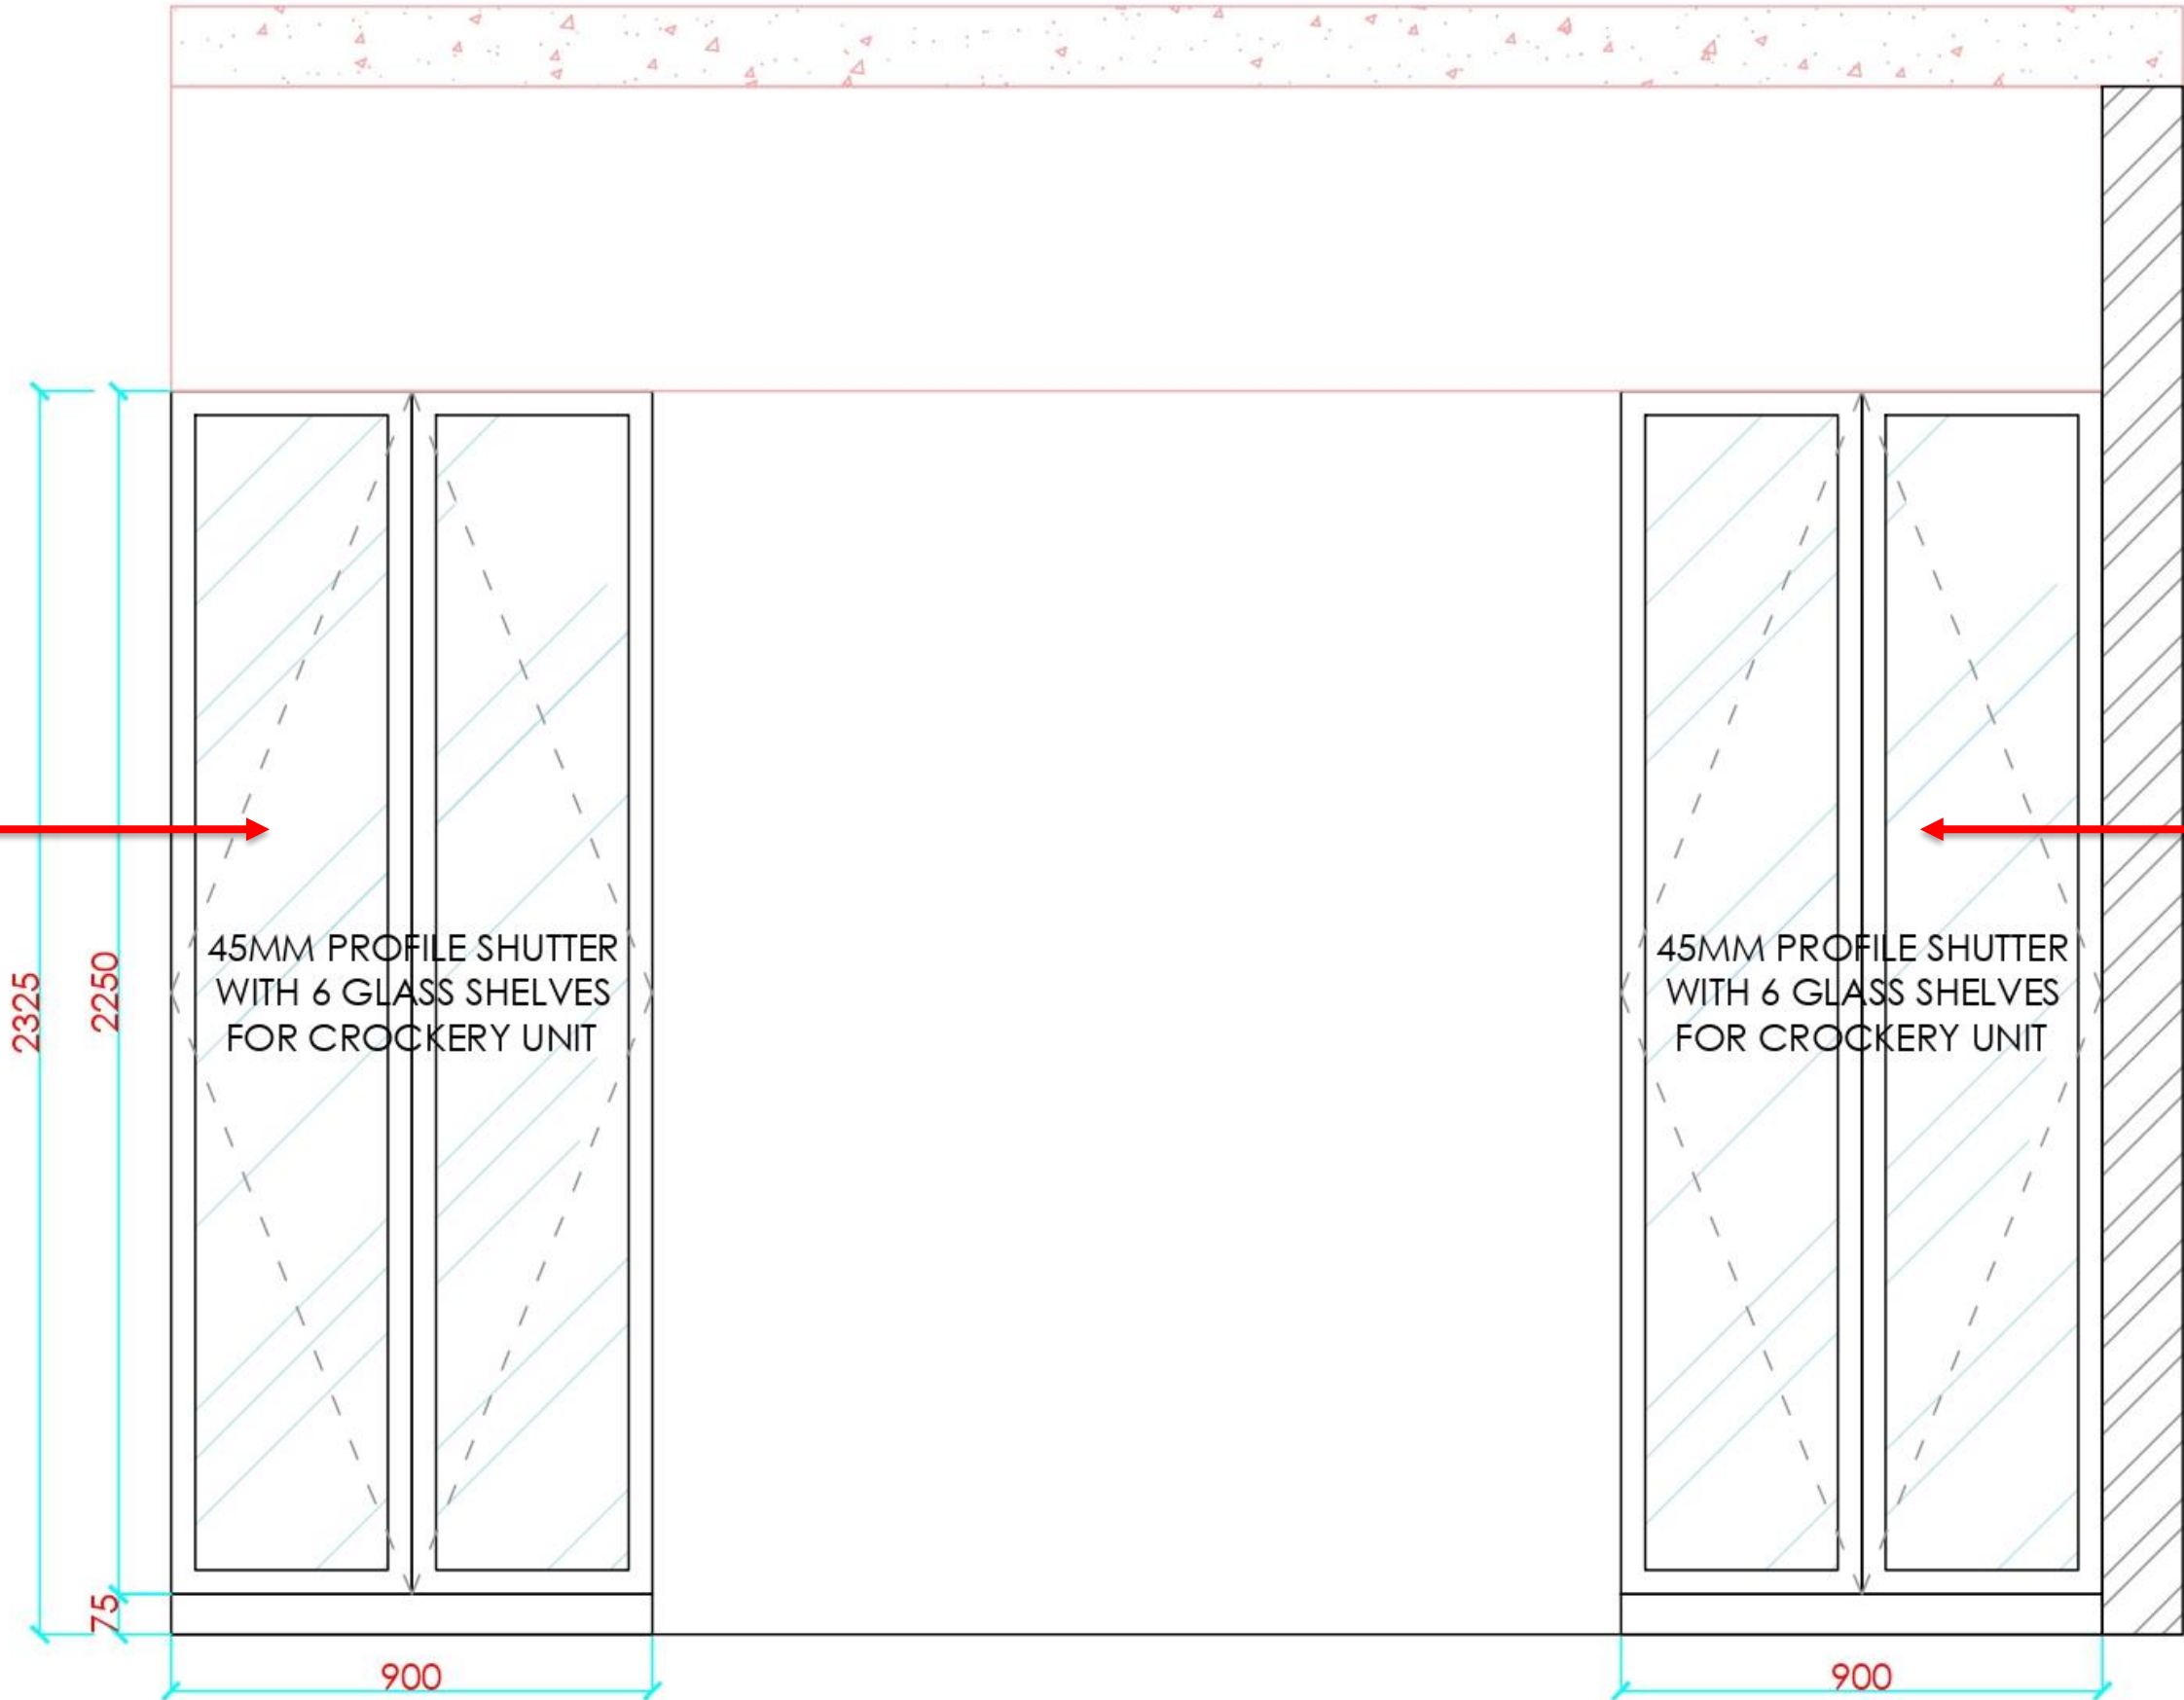 45MM PROFILE SHUTTER
WITH 6 GLASS SHELVES
FOR CROCKERY UNIT
45MM PROFILE SHUTTER
WITH 6 GLASS SHELVES
FOR CROCKERY UNIT
2325
2250
75
900
900